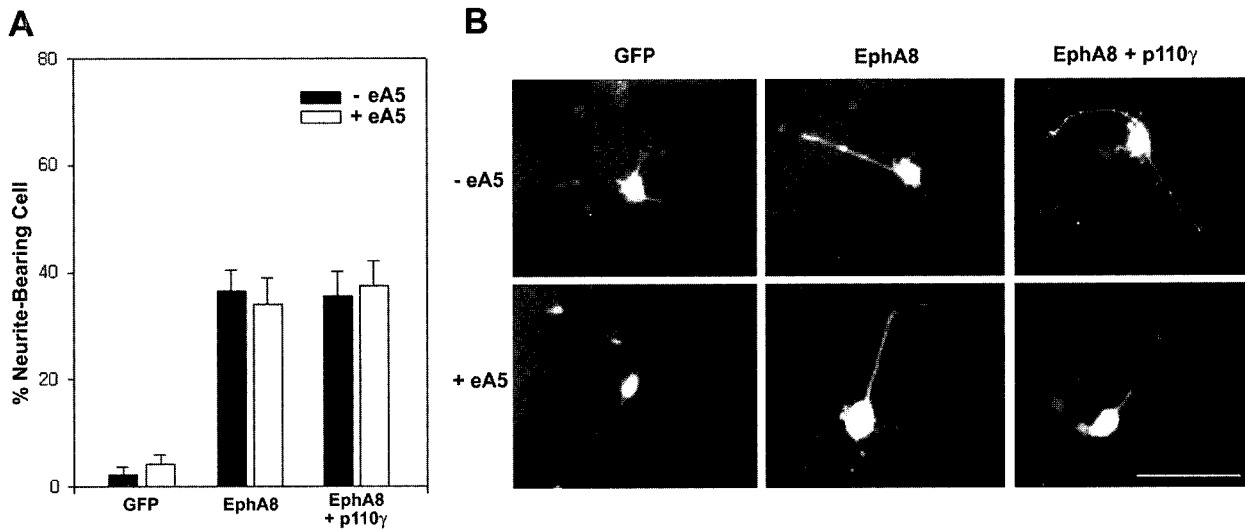 A
80
60
40
20
0
% Neurite-Bearing Cell
- eA5
+ eA5
GFP
EphA8
EphA8
+ p110γ
B
GFP
EphA8
EphA8 + p110γ
- eA5
+ eA5